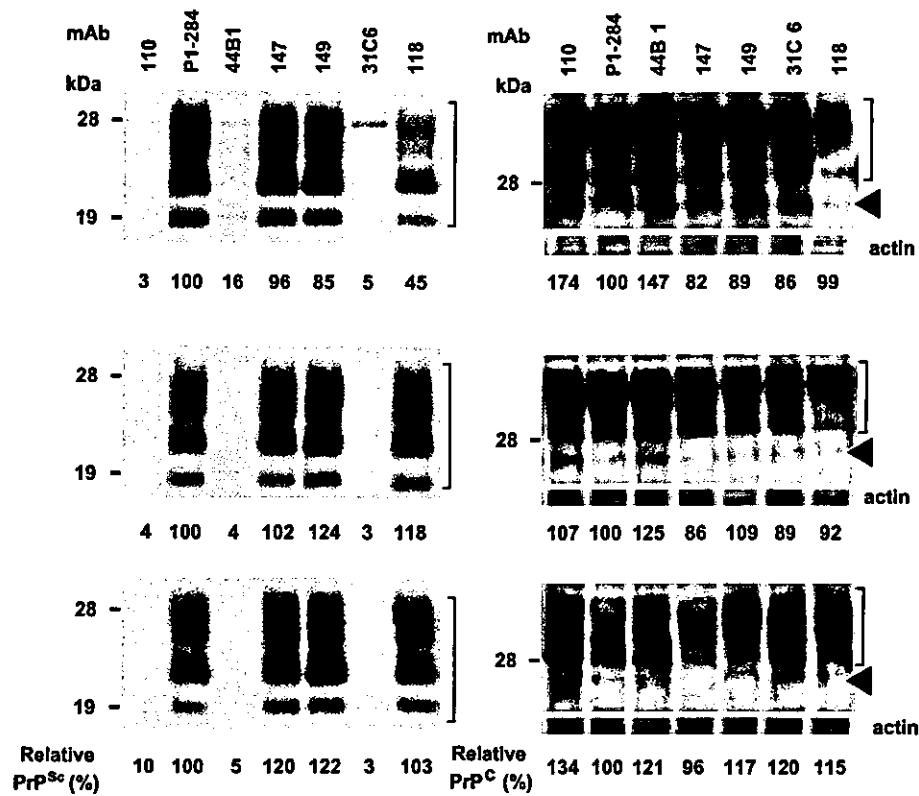 mAb 110 P1-284 44B1 147 149 31C6 118
kDa
28
19
3 100 16 96 85 5 45
28
19
4 100 4 102 124 3 118
28
19
Relative PrP^Sc (%) 10 100 5 120 122 3 103
mAb 110 P1-284 44B 1 147 149 31C 6 118
kDa
28
actin
174 100 147 82 89 86 99
28
actin
107 100 125 86 109 89 92
28
actin
Relative PrP^C (%) 134 100 121 96 117 120 115